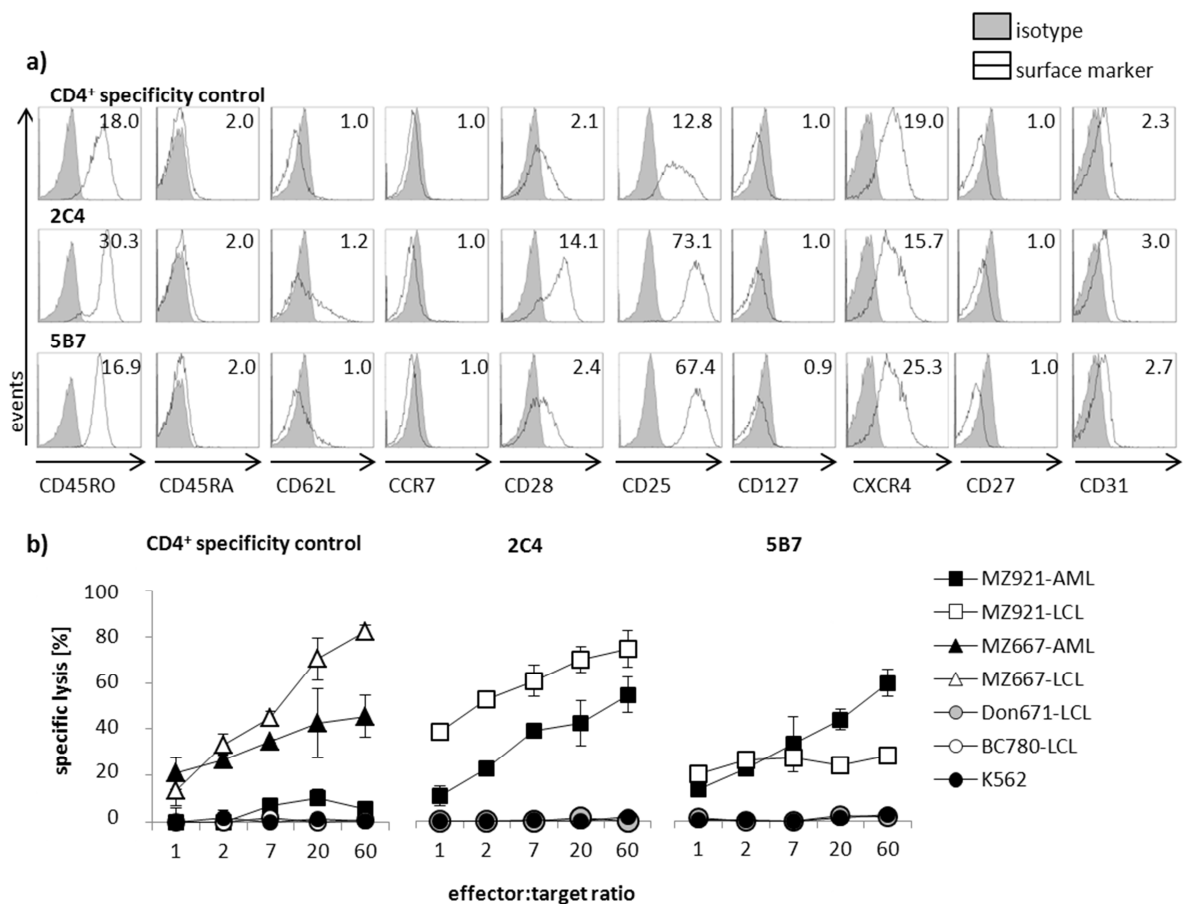 isotype
a)
surface marker
CD4+ specificity control
18.0 2.0 1.0 1.0 2.1 12.8 1.0 19.0 1.0 2.3
2C4
30.3 2.0 1.2 1.0 14.1 73.1 1.0 15.7 1.0 3.0
5B7
16.9 2.0 1.0 1.0 2.4 67.4 0.9 25.3 1.0 2.7
events
CD45RO CD45RA CD62L CCR7 CD28 CD25 CD127 CXCR4 CD27 CD31
b)
CD4+ specificity control 2C4 5B7
100
80
60
40
20
0
specific lysis [%]
1 2 7 20 60 1 2 7 20 60 1 2 7 20 60
effector:target ratio
MZ921-AML
MZ921-LCL
MZ667-AML
MZ667-LCL
Don671-LCL
BC780-LCL
K562